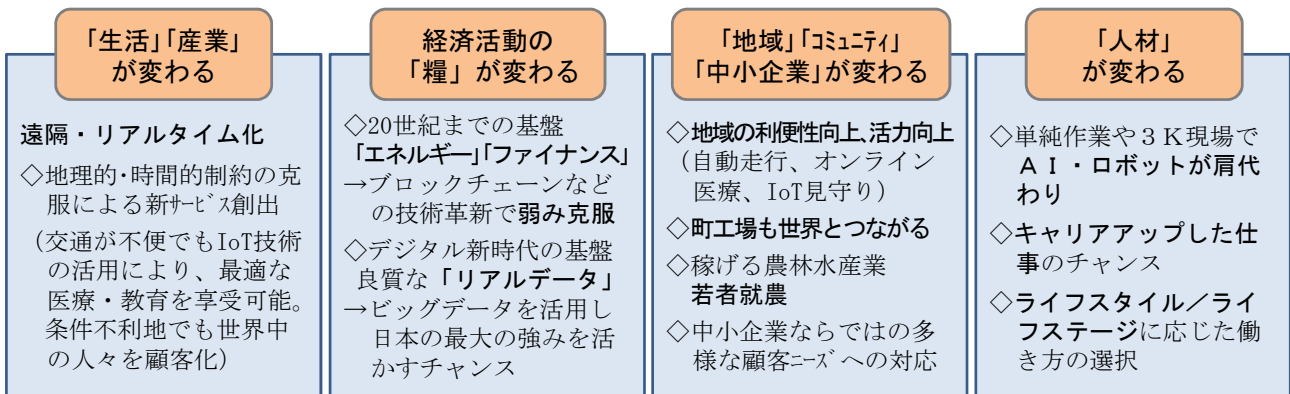 「生活」「産業」
が変わる
遠隔・リアルタイム化
◇地理的・時間的制約の克
服による新ｻｰﾋﾞｽ創出
（交通が不便でもIoT技術
の活用により、最適な
医療・教育を享受可能。
条件不利地でも世界中
の人々を顧客化）
経済活動の
「糧」が変わる
◇20世紀までの基盤
「エネルギー」「ファイナンス」
→ブロックチェーンなど
の技術革新で弱み克服
◇デジタル新時代の基盤
良質な「リアルデータ」
→ビッグデータを活用し
日本の最大の強みを活
かすチャンス
「地域」「ｺﾐｭﾆﾃｨ」
「中小企業」が変わる
◇地域の利便性向上、活力向上
（自動走行、オンライン
医療、IoT見守り）
◇町工場も世界とつながる
◇稼げる農林水産業
若者就農
◇中小企業ならではの多
様な顧客ﾆｰｽﾞへの対応
「人材」
が変わる
◇単純作業や３Ｋ現場で
ＡＩ・ロボットが肩代
わり
◇キャリアアップした仕
事のチャンス
◇ライフスタイル／ライ
フステージに応じた働
き方の選択